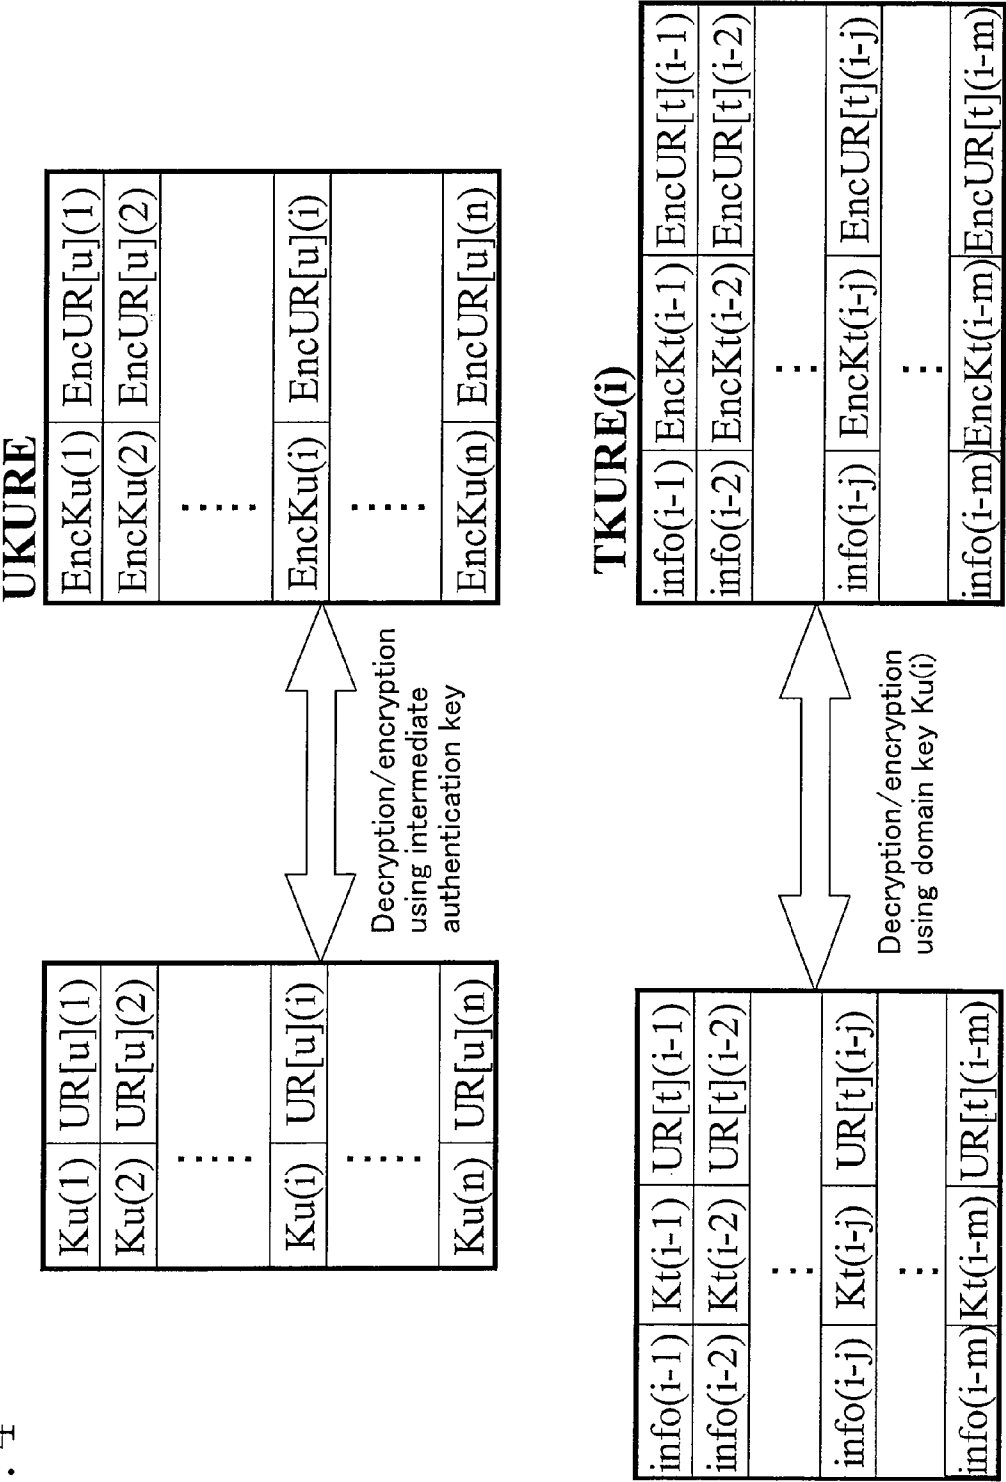 . 4
UKURE
Ku(1) UR[u](1)
Ku(2) UR[u](2)
.....
Ku(i) UR[u](i)
.....
Ku(n) UR[u](n)
Decryption/encryption
using intermediate
authentication key
EncKu(1) EncUR[u](1)
EncKu(2) EncUR[u](2)
.....
EncKu(i) EncUR[u](i)
.....
EncKu(n) EncUR[u](n)
TKURE(i)
info(i-1) Kt(i-1) UR[t](i-1)
info(i-2) Kt(i-2) UR[t](i-2)
...
info(i-j) Kt(i-j) UR[t](i-j)
...
info(i-m) Kt(i-m) UR[t](i-m)
Decryption/encryption
using domain key Ku(i)
info(i-1) EncKt(i-1) EncUR[t](i-1)
info(i-2) EncKt(i-2) EncUR[t](i-2)
...
info(i-j) EncKt(i-j) EncUR[t](i-j)
...
info(i-m) EncKt(i-m) EncUR[t](i-m)